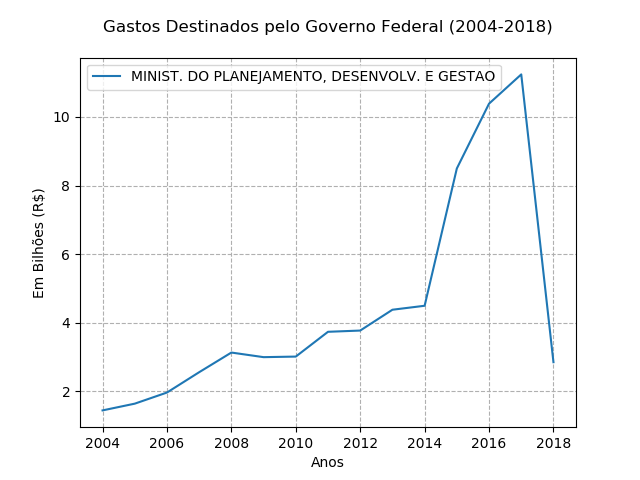 Gastos Destinados pelo Governo Federal (2004-2018)
MINIST. DO PLANEJAMENTO, DESENVOLV. E GESTAO
Em Bilhões (R$)
10
8
6
4
2
2004 2006 2008 2010 2012 2014 2016 2018
Anos